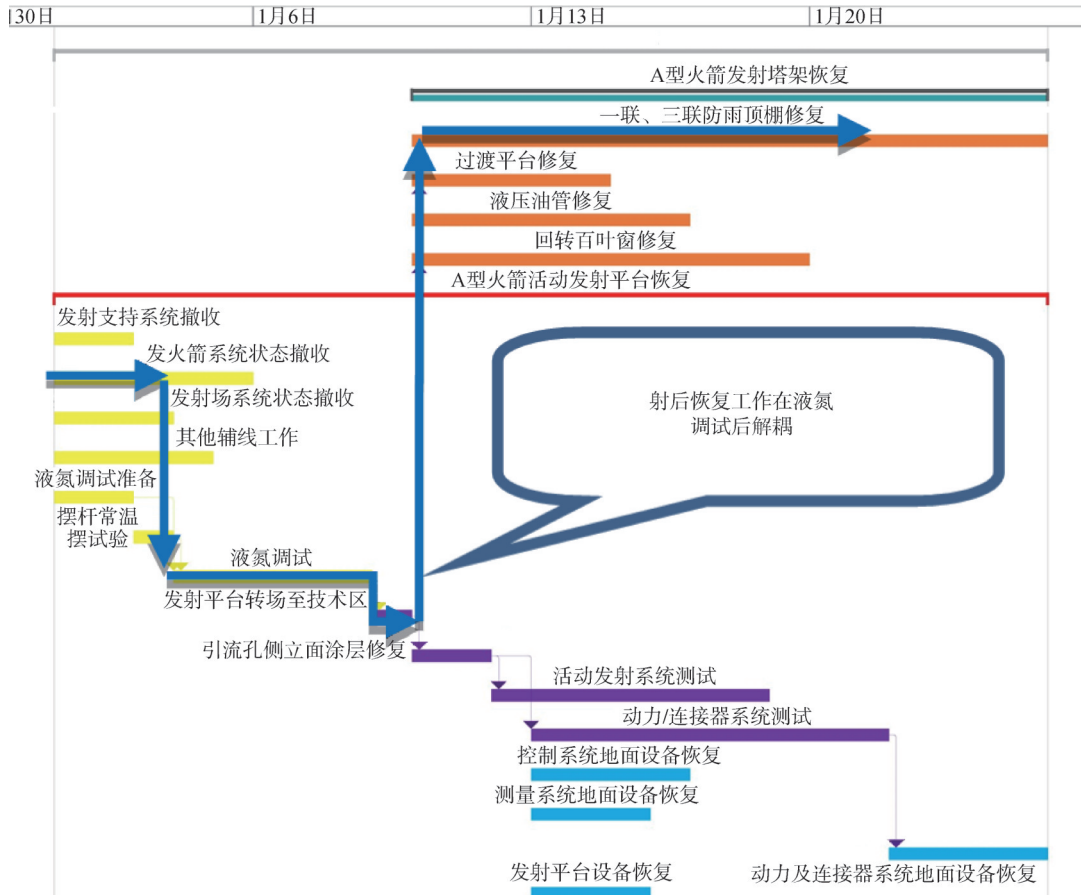 30日 1月6日 1月13日 1月20日
A型火箭发射塔架恢复
一联、三联防雨顶棚修复
过渡平台修复
液压油管修复
回转百叶窗修复
A型火箭活动发射平台恢复
发射支持系统撤收
发火箭系统状态撤收
发射场系统状态撤收
其他辅线工作
液氮调试准备
摆杆常温
摆试验
液氮调试
发射平台转场至技术区
引流孔侧立面涂层修复
射后恢复工作在液氮
调试后解耦
活动发射系统测试
动力/连接器系统测试
控制系统地面设备恢复
测量系统地面设备恢复
动力及连接器系统地面设备恢复
发射平台设备恢复